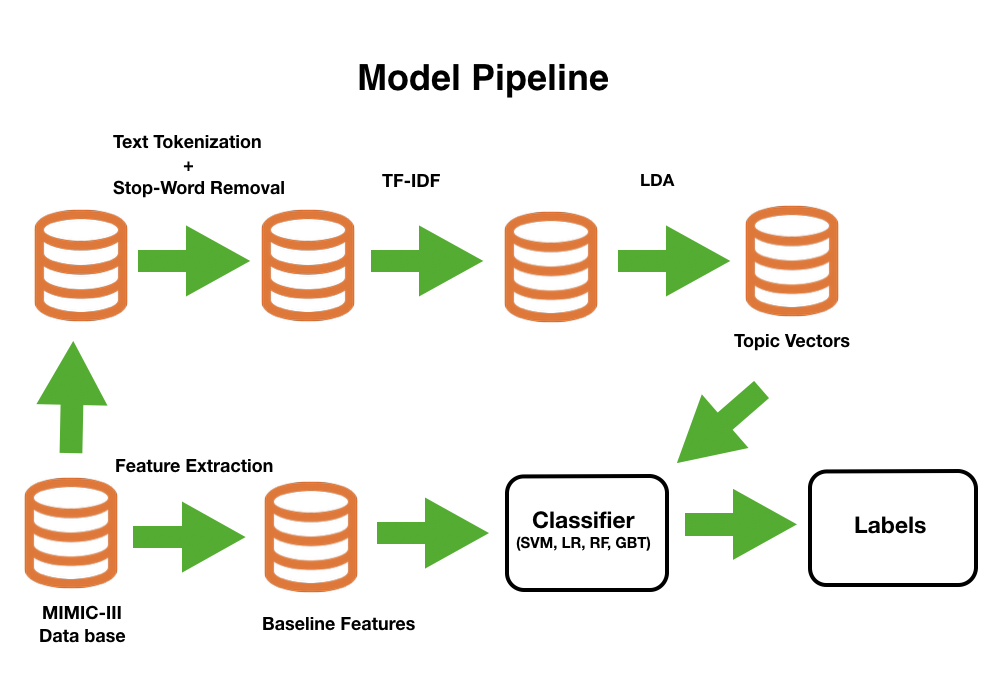 Model Pipeline
Text Tokenization
+
Stop-Word Removal
TF-IDF
LDA
Topic Vectors
Feature Extraction
Classifier
(SVM, LR, RF, GBT)
Labels
MIMIC-III
Data base
Baseline Features